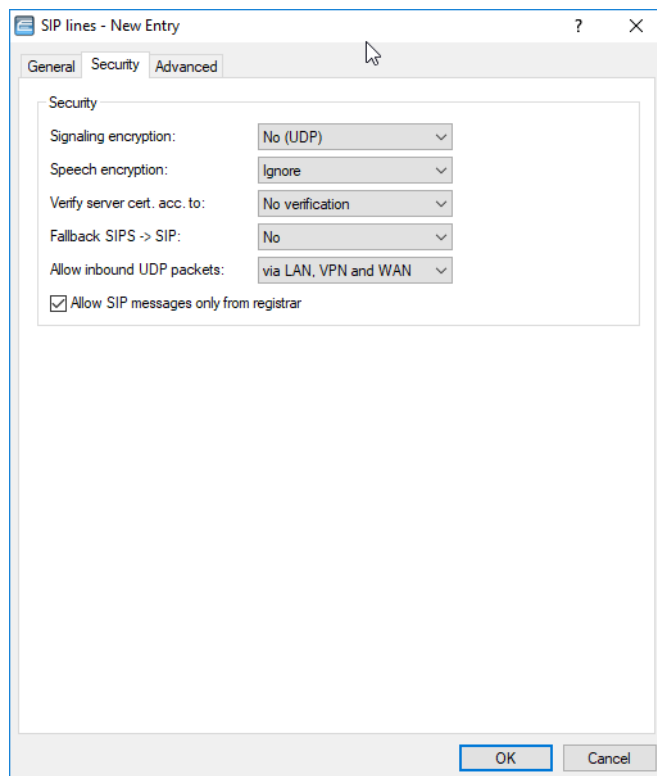 SIP lines - New Entry
?
General Security Advanced
Security
Signaling encryption: No (UDP)
Speech encryption: Ignore
Verify server cert. acc. to: No verification
Fallback SIPS -> SIP: No
Allow inbound UDP packets: via LAN, VPN and WAN
Allow SIP messages only from registrar
OK Cancel